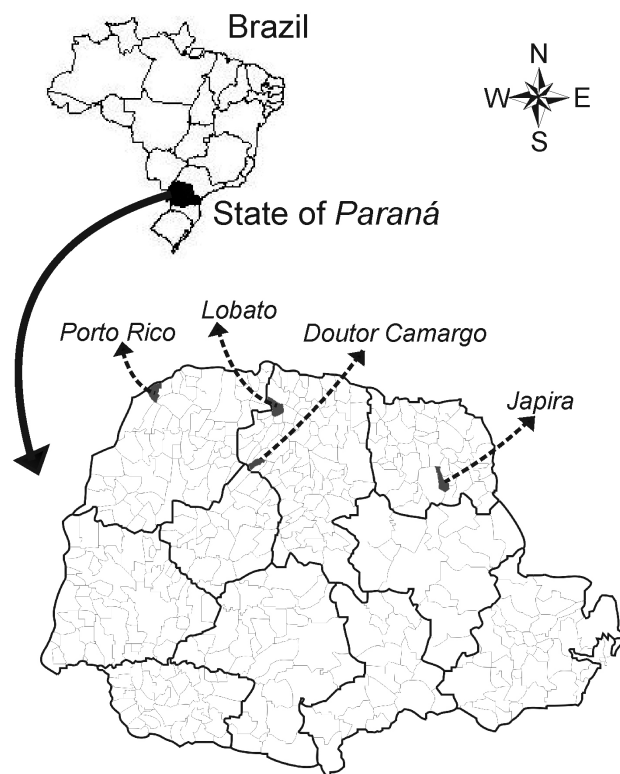 Brazil
N
W E
S
State of Paraná
Lobato
Porto Rico
Doutor Camargo
Japira